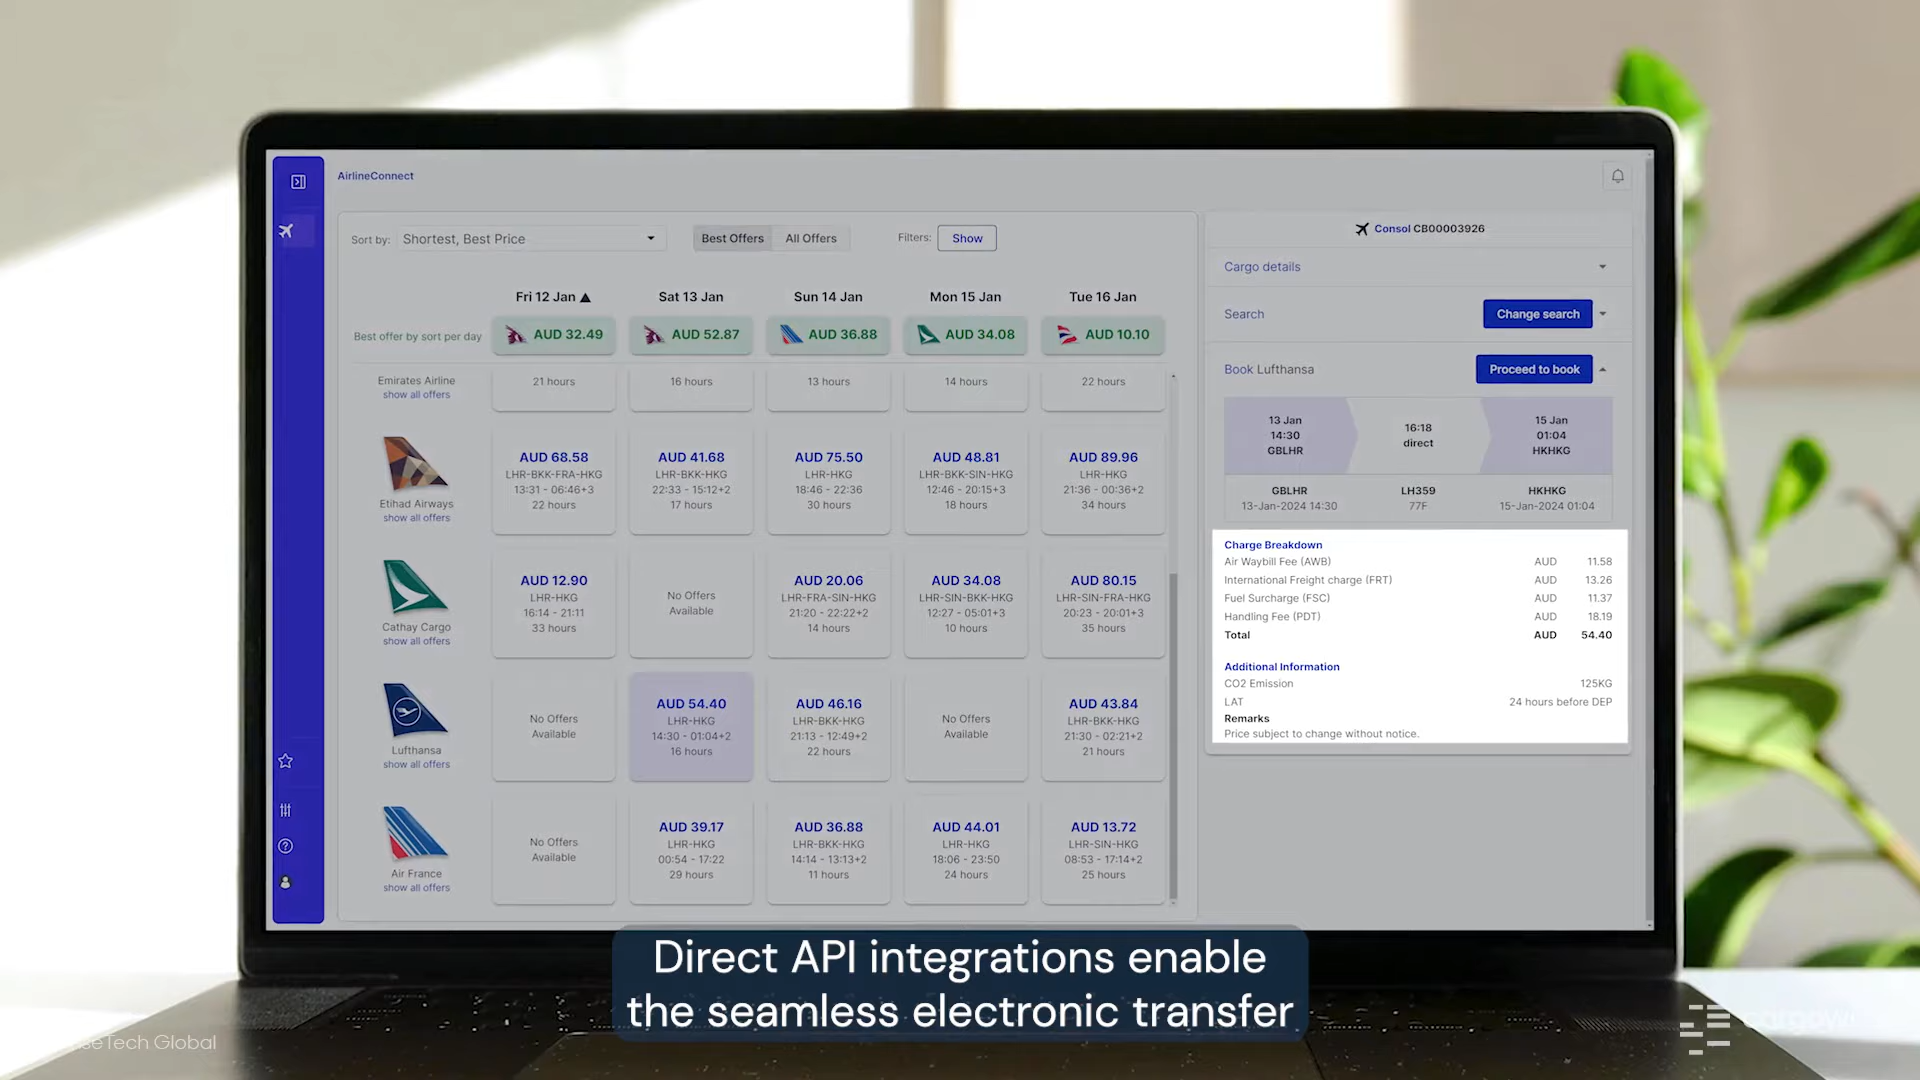 AirlineConnect
Sort by: Shortest, Best Price
Best Offers All Offers
Filters: Show
Fri 12 Jan Sat 13 Jan Sun 14 Jan Mon 15 Jan Tue 16 Jan
Best offer by sort per day AUD 32.49 AUD 52.87 AUD 36.88 AUD 34.08 AUD 10.10
Emirates Airline 21 hours 16 hours 13 hours 14 hours 22 hours
show all offers
AUD 68.58 AUD 41.68 AUD 75.50 AUD 48.81 AUD 89.96
LHR-BKK-FRA-HKG LHR-BKK-HKG LHR-HKG LHR-BKK-SIN-HKG LHR-HKG
13:31 - 06:46+3 22:33 - 15:12+2 18:46 - 22:36 12:46 - 20:15+3 21:36 - 00:36+2
Etihad Airways 22 hours 17 hours 30 hours 18 hours 34 hours
show all offers
AUD 12.90 No Offers AUD 20.06 AUD 34.08 AUD 80.15
LHR-HKG Available LHR-FRA-SIN-HKG LHR-SIN-BKK-HKG LHR-SIN-FRA-HKG
16:14 - 21:11 21:20 - 22:22+2 12:27 - 05:01+3 20:23 - 20:01+3
Cathay Cargo 33 hours 14 hours 10 hours 35 hours
show all offers
No Offers AUD 54.40 AUD 46.16 No Offers AUD 43.84
Available LHR-HKG LHR-BKK-HKG Available LHR-BKK-HKG
14:30 - 01:04+2 21:13 - 12:49+2 21:30 - 02:21+2
Lufthansa 16 hours 22 hours 21 hours
show all offers
No Offers AUD 39.17 AUD 36.88 AUD 44.01 AUD 13.72
Available LHR-HKG LHR-BKK-HKG LHR-HKG LHR-SIN-HKG
00:54 - 17:22 14:14 - 13:13+2 18:06 - 23:50 08:53 - 17:14+2
Air France 29 hours 11 hours 24 hours 25 hours
show all offers
Consol CB00003926
Cargo details
Search Change search
Book Lufthansa Proceed to book
13 Jan 15 Jan
14:30 16:18 01:04
GBLHR direct HKHKG
GBLHR LH359 HKHKG
13-Jan-2024 14:30 77F 15-Jan-2024 01:04
Charge Breakdown
Air Waybill Fee (AWB) AUD 11.58
International Freight charge (FRT) AUD 13.26
Fuel Surcharge (FSC) AUD 11.37
Handling Fee (PDT) AUD 18.19
Total AUD 54.40
Additional Information
CO2 Emission 125KG
LAT 24 hours before DEP
Remarks
Price subject to change without notice.
Direct API integrations enable
the seamless electronic transfer
seTech Global